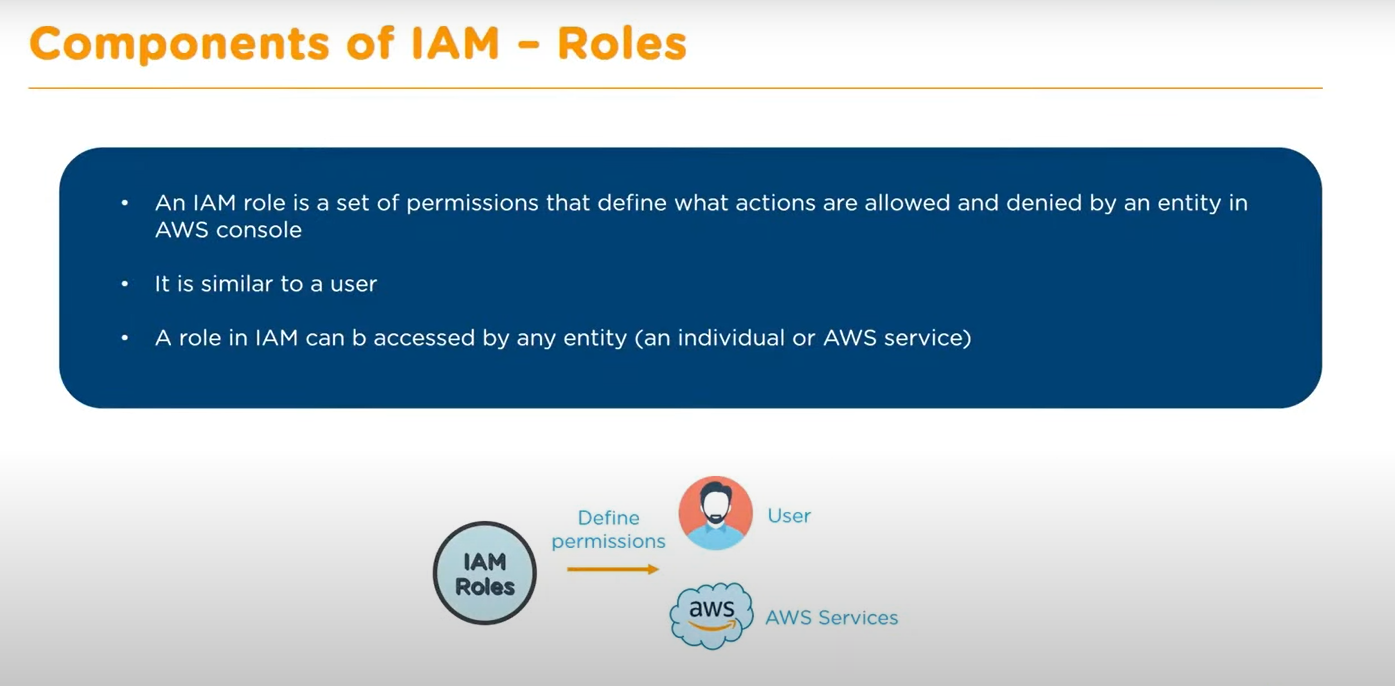 Components of IAM – Roles
• An IAM role is a set of permissions that define what actions are allowed and denied by an entity in
AWS console
• It is similar to a user
• A role in IAM can b accessed by any entity (an individual or AWS service)
IAM
Roles
Define
permissions
User
aws
AWS Services